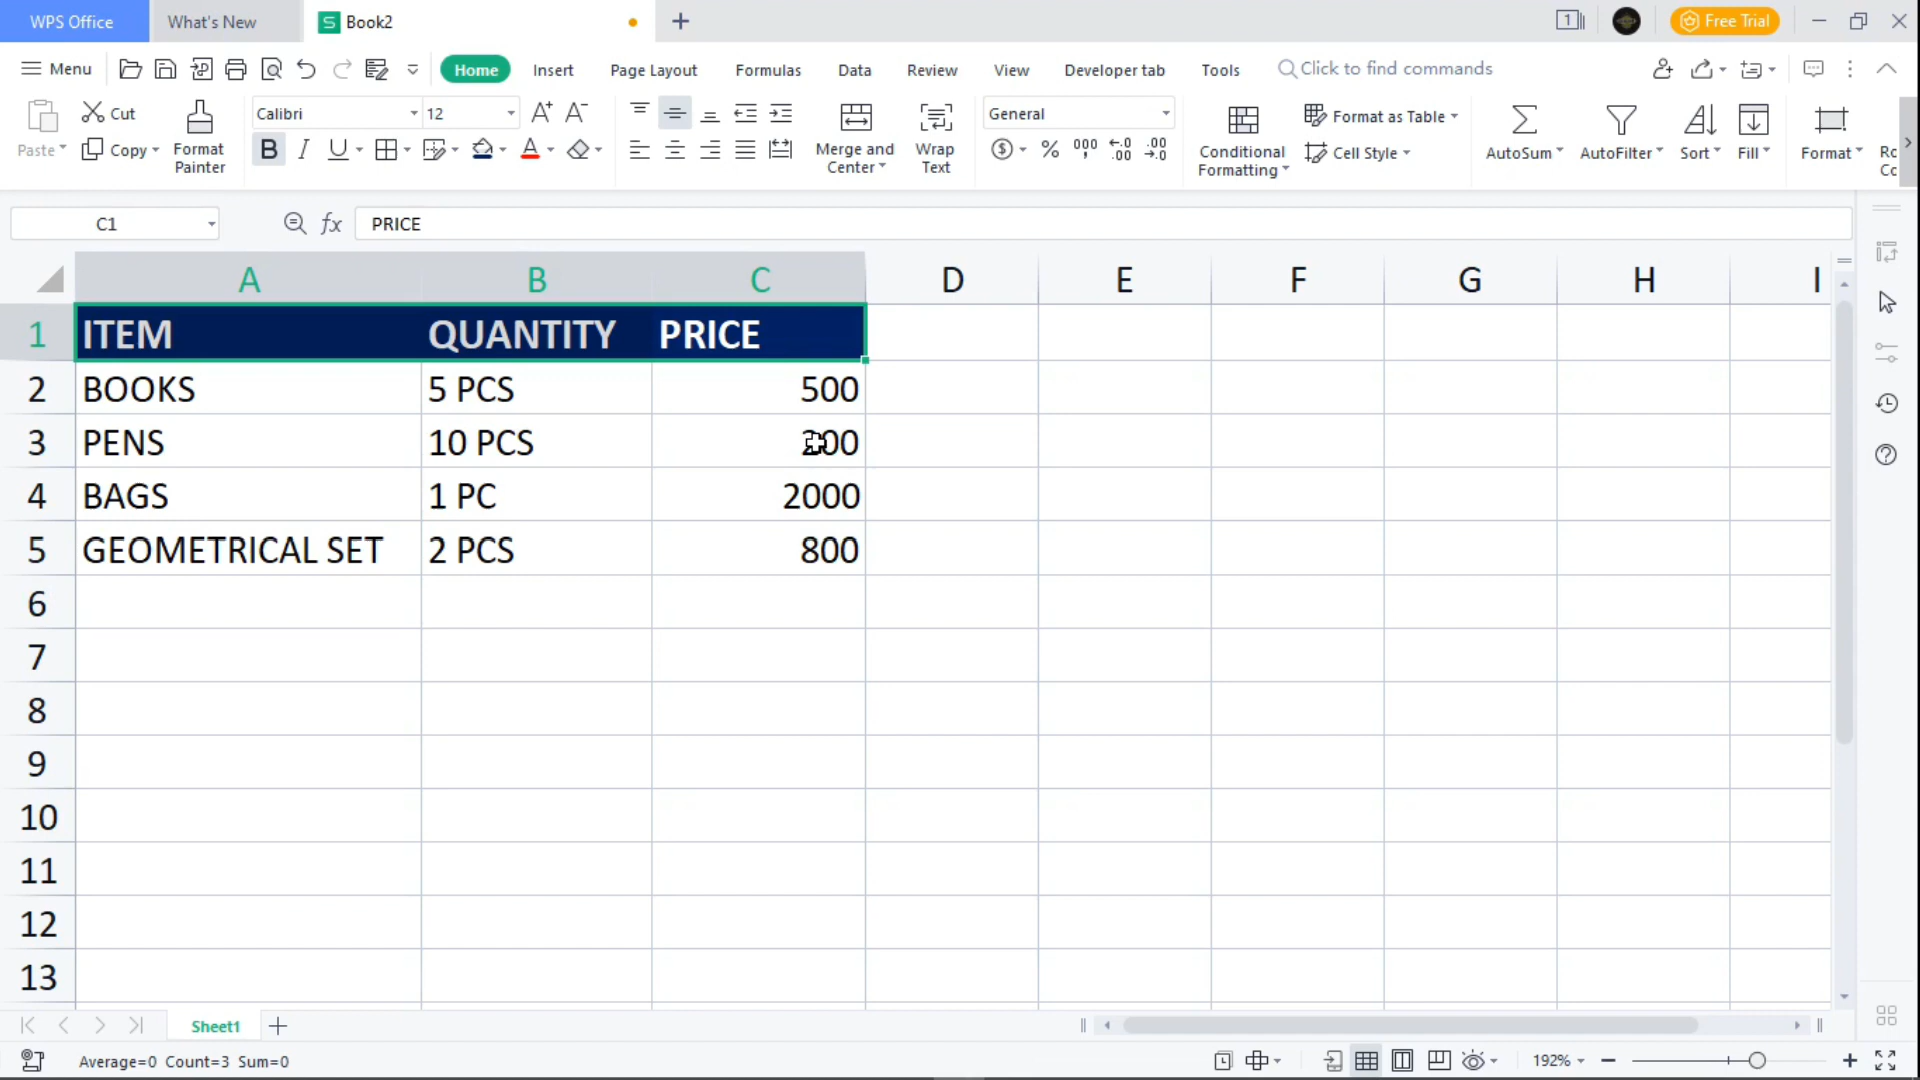 WPS Office What's New Book2 Free Trial
Menu Home Insert Page Layout Formulas Data Review View Developer tab Tools Click to find commands
Paste Cut Copy Format Painter Calibri 12 Merge and Center Wrap Text General Conditional Formatting Format as Table Cell Style AutoSum AutoFilter Sort Fill Format Rc Cc
C1 fx PRICE
A B C D E F G H I
1 ITEM QUANTITY PRICE
2 BOOKS 5 PCS 500
3 PENS 10 PCS 200
4 BAGS 1 PC 2000
5 GEOMETRICAL SET 2 PCS 800
6
7
8
9
10
11
12
13
Sheet1
Average=0 Count=3 Sum=0 192%